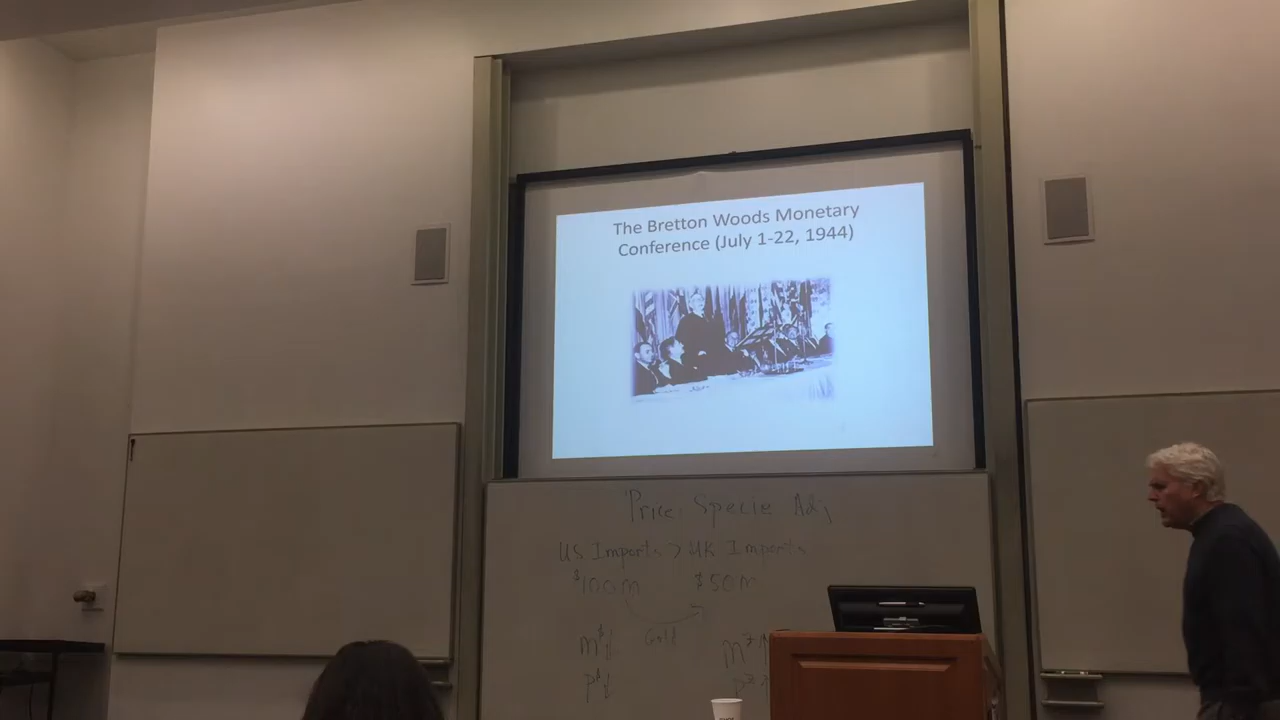 The Bretton Woods Monetary
Conference (July 1-22, 1944)
Price Specie Adj
US Imports > UK Imports
$100m $50m
Gold
m$↓
P$↓